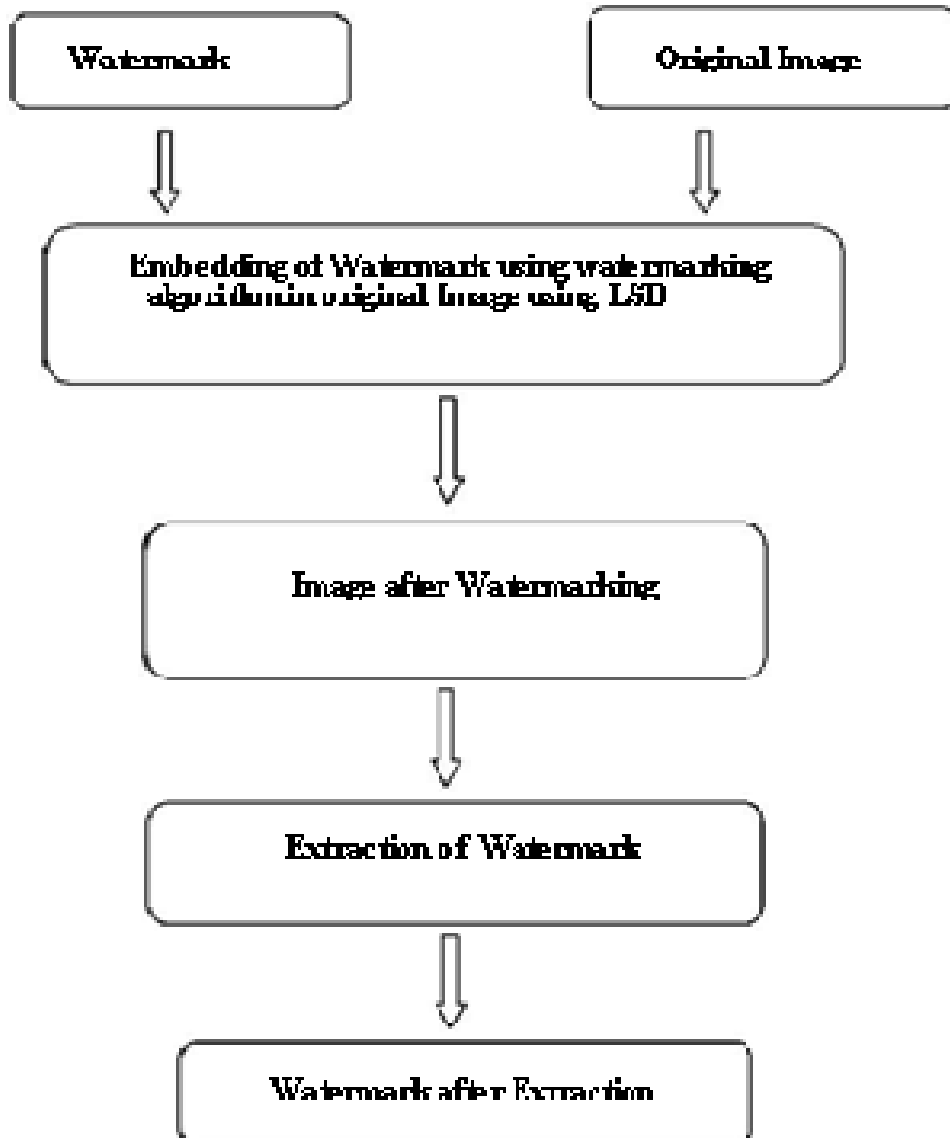 Watermark
Original Image
Embedding of Watermark using watermarking
algorithm in original Image using
Image after Watermarking
Extraction of Watermark
Watermark after Extraction